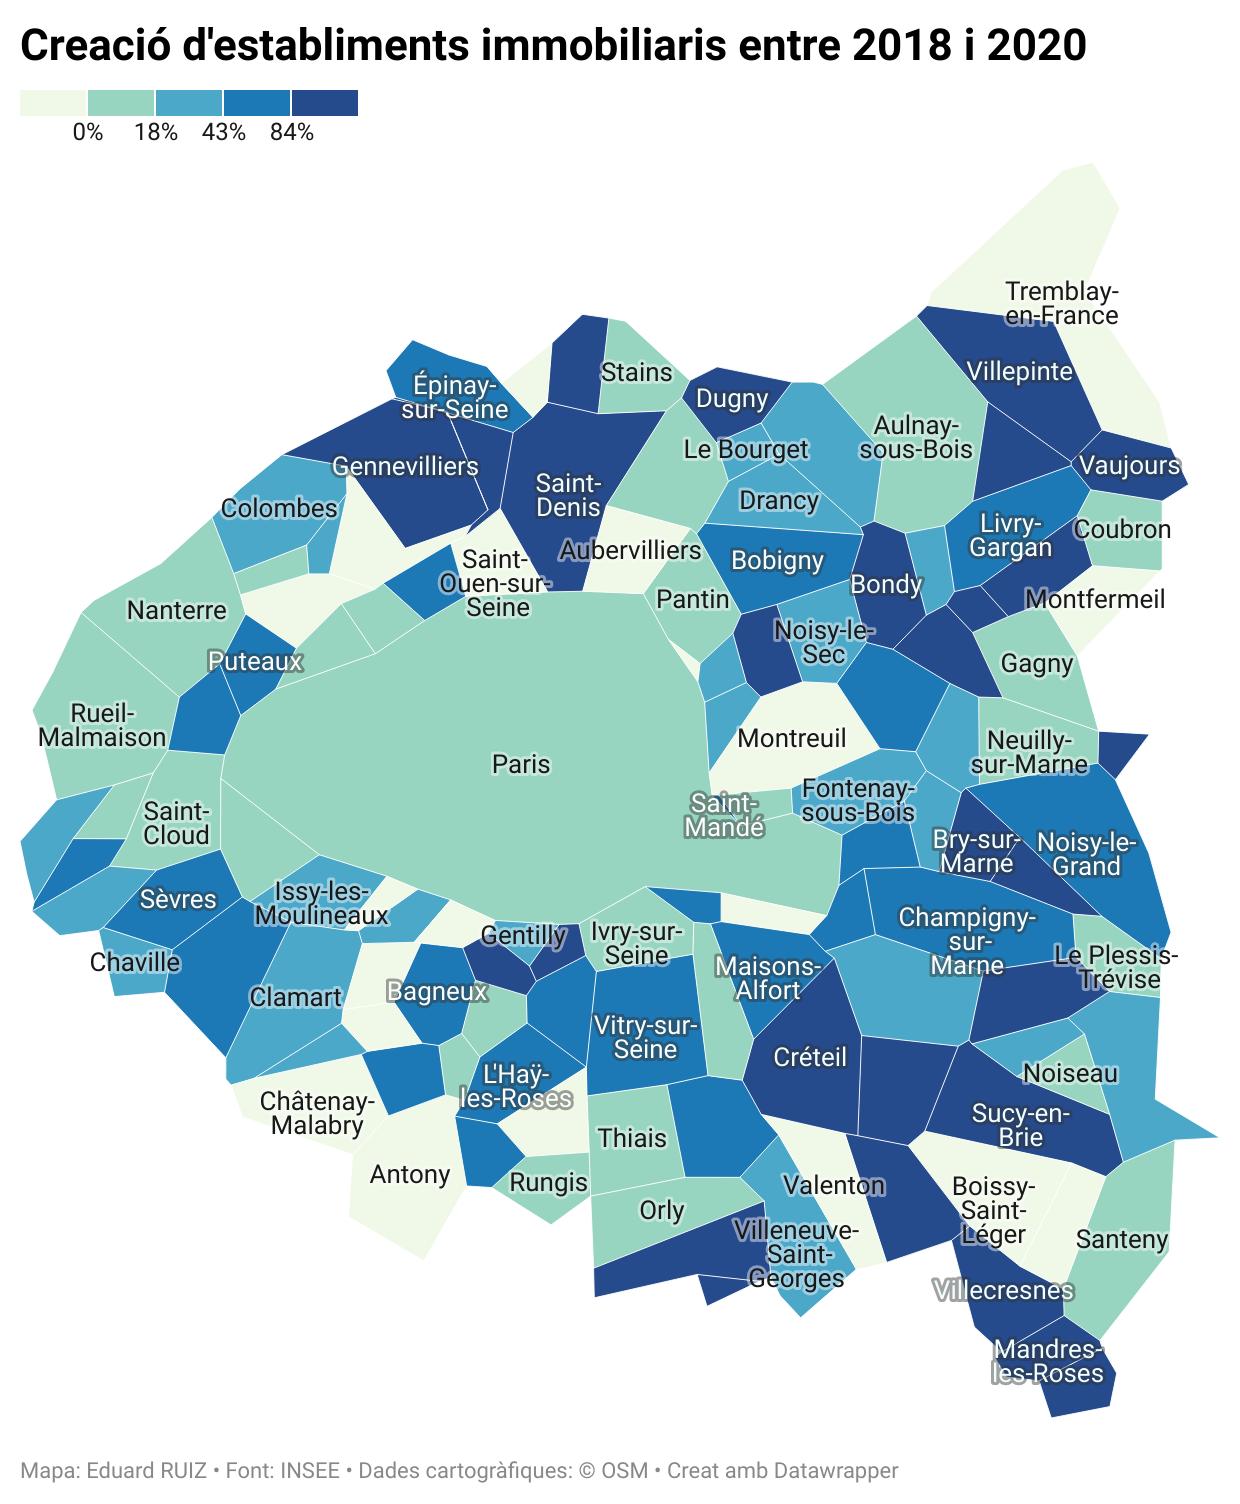 Creació d'establiments immobiliaris entre 2018 i 2020
0% 18% 43% 84%
Tremblay-
en-France
Villepinte
Stains
Épinay-
sur-Seine
Dugny
Aulnay-
sous-Bois
Le Bourget
Gennevilliers
Vaujours
Saint-
Denis
Colombes
Drancy
Livry-
Gargan
Coubron
Aubervilliers
Saint-
Ouen-sur-
Seine
Bobigny
Bondy
Pantin
Montfermeil
Nanterre
Noisy-le-
Sec
Puteaux
Gagny
Rueil-
Malmaison
Montreuil
Neuilly-
sur-Marne
Paris
Saint-
Cloud
Saint-
Mandé
Fontenay-
sous-Bois
Bry-sur-
Marne
Noisy-le-
Grand
Sèvres
Issy-les-
Moulineaux
Gentilly
Ivry-sur-
Seine
Champigny-
sur-
Marne
Chaville
Maisons-
Alfort
Le Plessis-
Trévise
Clamart
Bagneux
Vitry-sur-
Seine
Créteil
L'Haÿ-
les-Roses
Noiseau
Châtenay-
Malabry
Sucy-en-
Brie
Thiais
Antony
Rungis
Valenton
Boissy-
Saint-
Léger
Orly
Villeneuve-
Saint-
Georges
Santeny
Villecresnes
Mandres-
les-Roses
Mapa: Eduard RUIZ • Font: INSEE • Dades cartogràfiques: © OSM • Creat amb Datawrapper